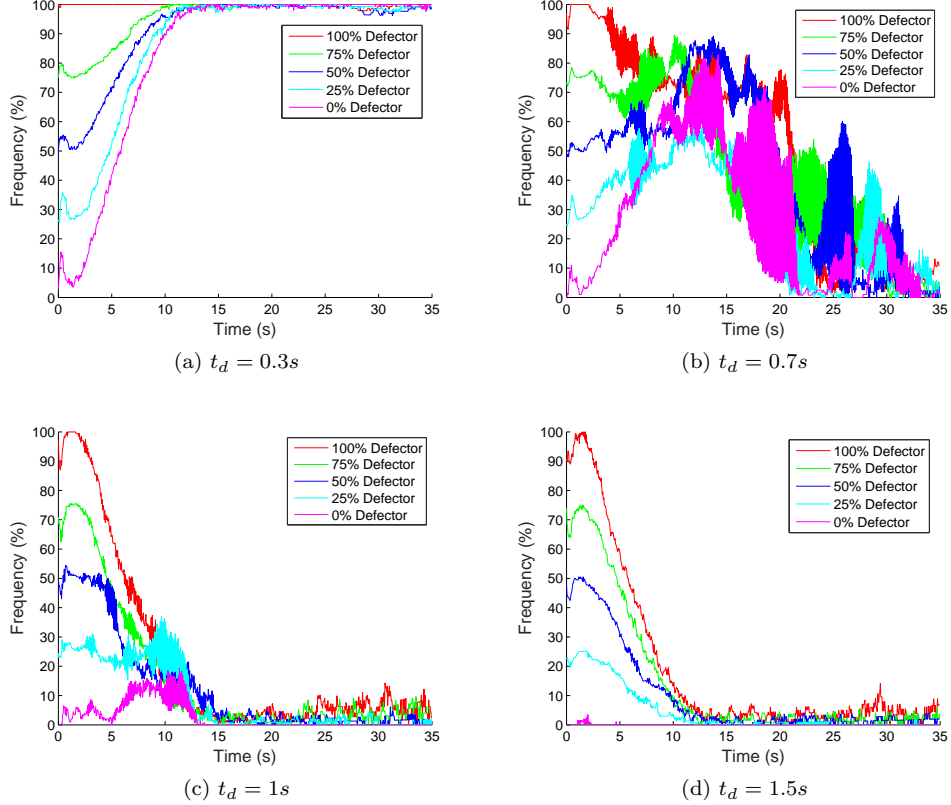 100
90
80
70
60
50
40
30
20
10
0
Frequency (%)
0 5 10 15 20 25 30 35
Time (s)
100% Defector
75% Defector
50% Defector
25% Defector
0% Defector
(a) t_d = 0.3s
100
90
80
70
60
50
40
30
20
10
0
Frequency (%)
0 5 10 15 20 25 30 35
Time (s)
100% Defector
75% Defector
50% Defector
25% Defector
0% Defector
(b) t_d = 0.7s
100
90
80
70
60
50
40
30
20
10
0
Frequency (%)
0 5 10 15 20 25 30 35
Time (s)
100% Defector
75% Defector
50% Defector
25% Defector
0% Defector
(c) t_d = 1s
100
90
80
70
60
50
40
30
20
10
0
Frequency (%)
0 5 10 15 20 25 30 35
Time (s)
100% Defector
75% Defector
50% Defector
25% Defector
0% Defector
(d) t_d = 1.5s